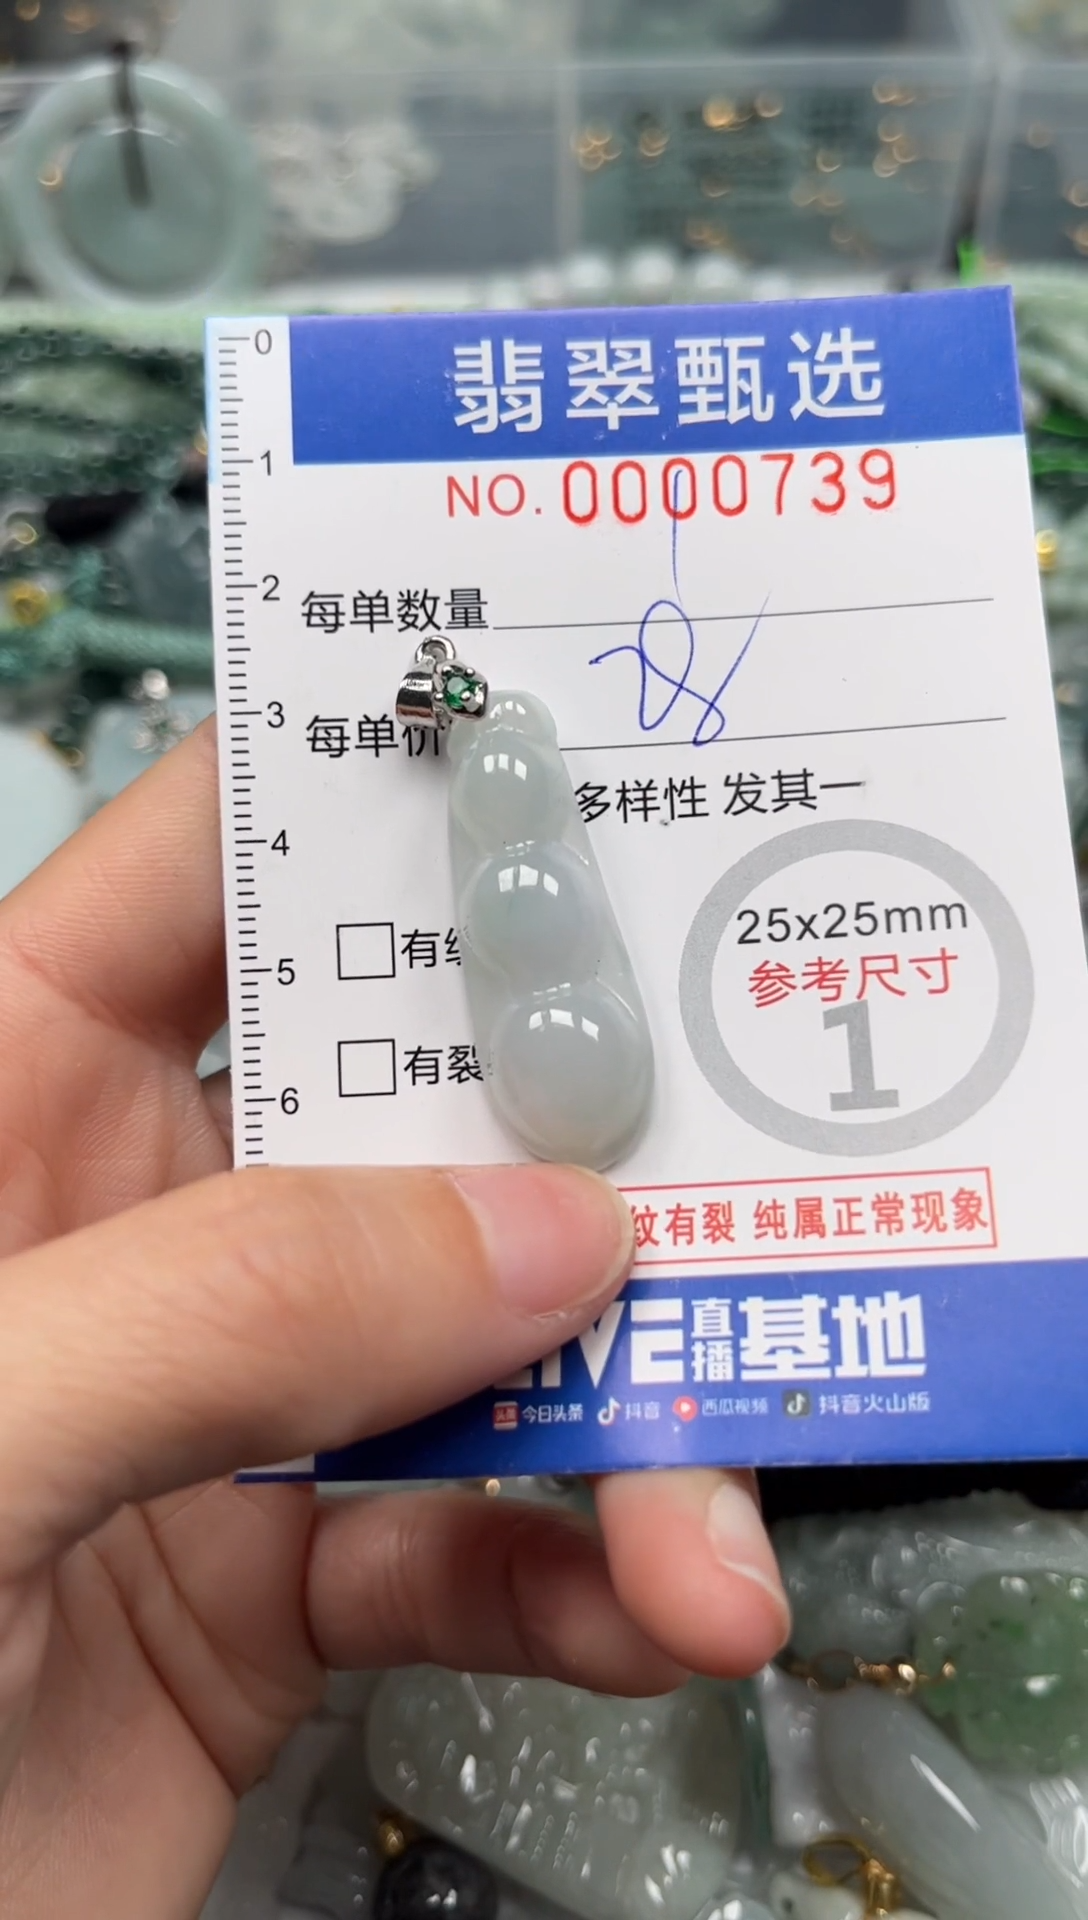 翡翠甄选
NO. 0000739
每单数量
每单价
多样性 发其一
25x25mm
参考尺寸
1
有
有裂
纹有裂 纯属正常现象
直播基地
今日头条 抖音 西瓜视频 抖音火山版
0
1
2
3
4
5
6